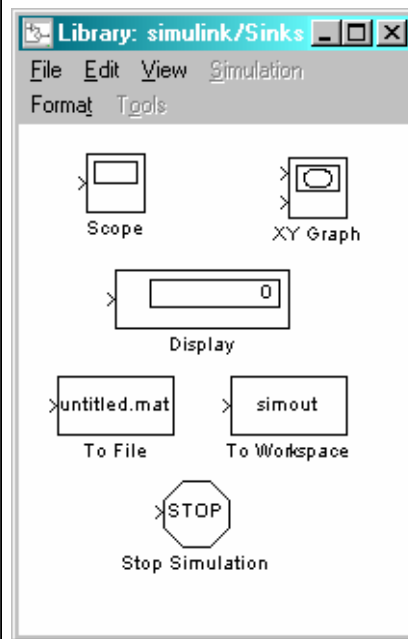 Library: simulink/Sinks
File Edit View Simulation
Format Tools
Scope
XY Graph
0
Display
untitled.mat
simout
To File
To Workspace
STOP
Stop Simulation